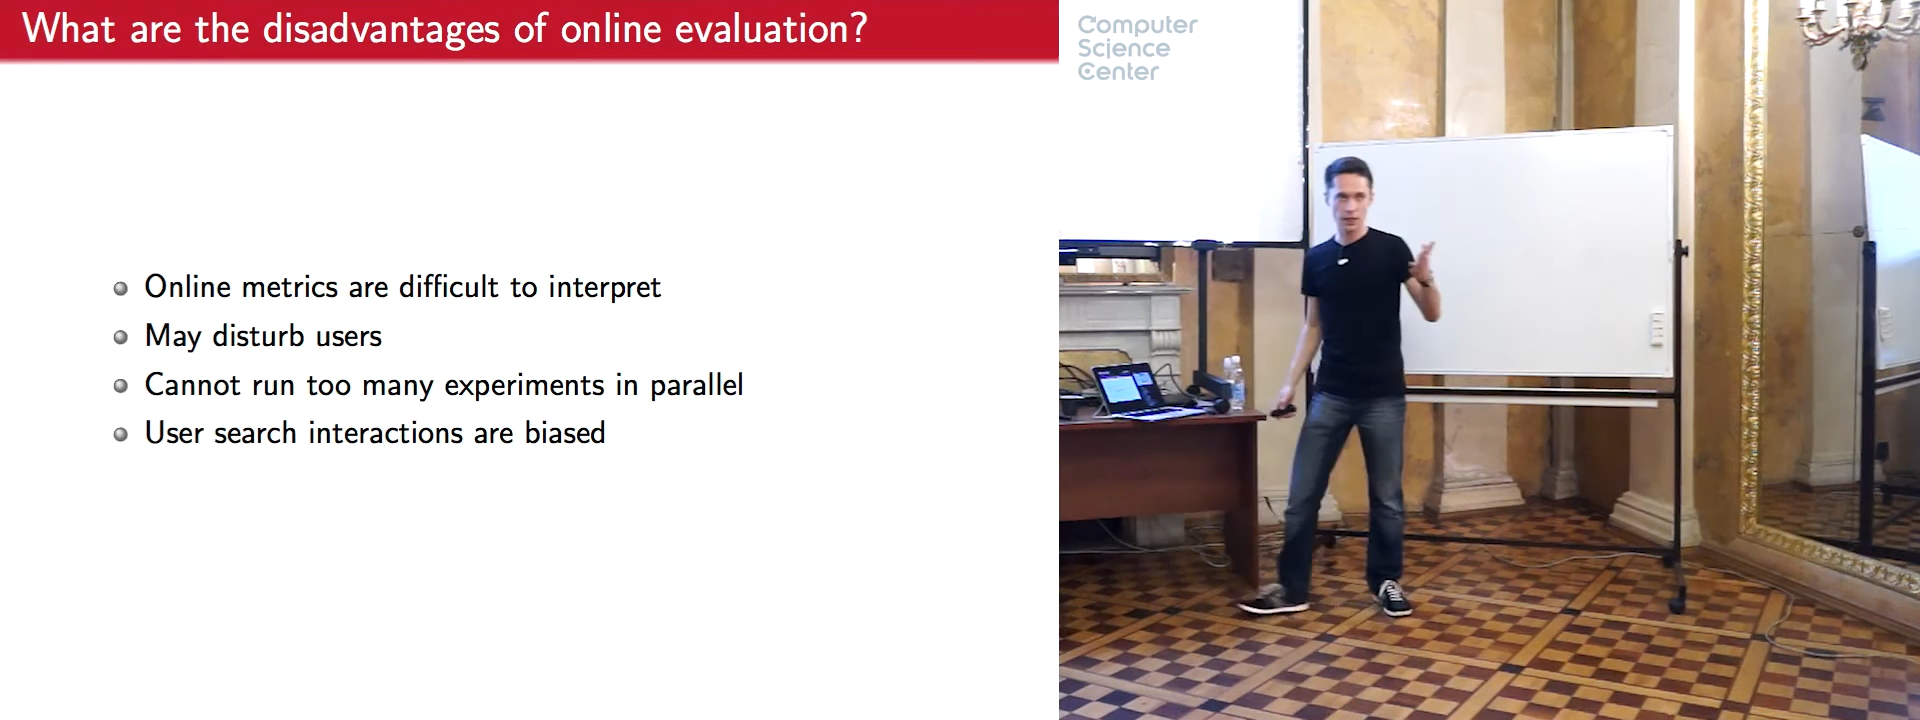 What are the disadvantages of online evaluation?
Online metrics are difficult to interpret
May disturb users
Cannot run too many experiments in parallel
User search interactions are biased
Computer
Science
Center